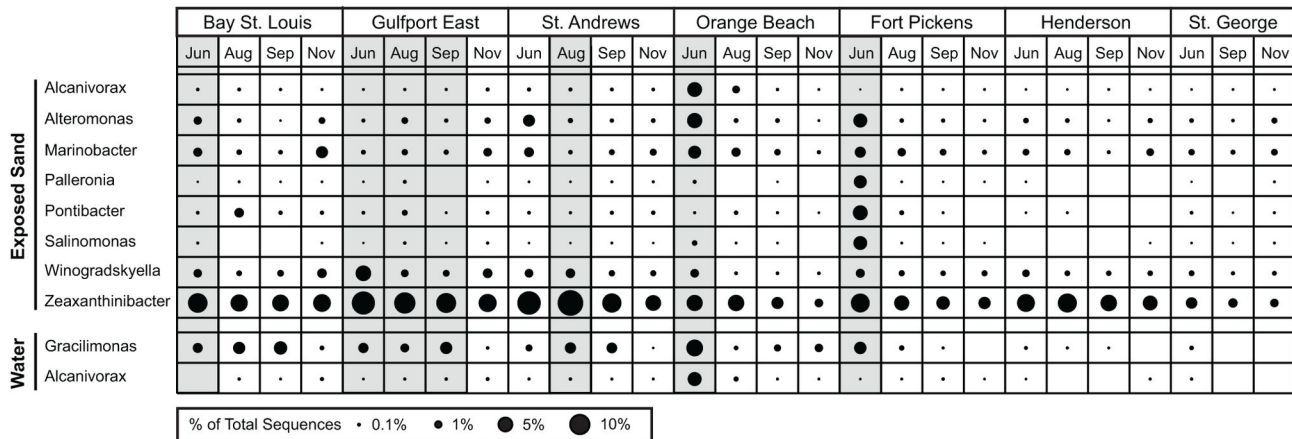 Bay St. Louis Gulfport East St. Andrews Orange Beach Fort Pickens Henderson St. George
Jun Aug Sep Nov Jun Aug Sep Nov Jun Aug Sep Nov Jun Aug Sep Nov Jun Aug Sep Nov Jun Aug Sep Nov Jun Sep Nov
Exposed Sand
Alcanivorax
Alteromonas
Marinobacter
Palleronia
Pontibacter
Salinomonas
Winogradskyella
Zeaxanthinibacter
Water
Gracilimonas
Alcanivorax
% of Total Sequences 0.1% 1% 5% 10%